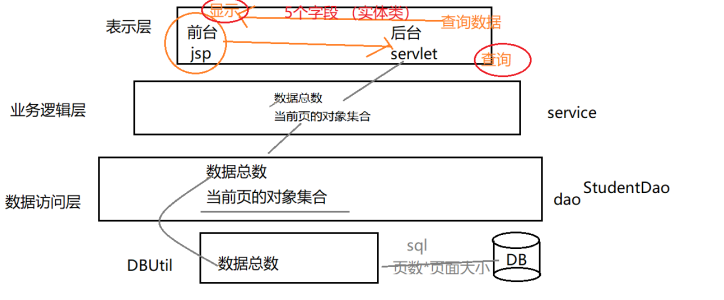 显示
5个字段 （实体类）
查询数据
表示层
前台
jsp
后台
servlet
查询
业务逻辑层
数据总数
当前页的对象集合
service
数据访问层
数据总数
当前页的对象集合
dao
StudentDao
DBUtil
数据总数
sql
页数*页面大小
DB